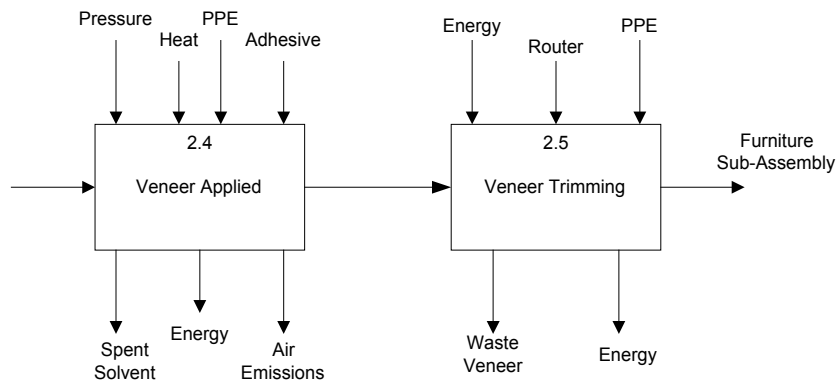 Pressure
Heat
PPE
Adhesive
2.4
Veneer Applied
Spent
Solvent
Energy
Air
Emissions
Energy
Router
PPE
2.5
Veneer Trimming
Furniture
Sub-Assembly
Waste
Veneer
Energy